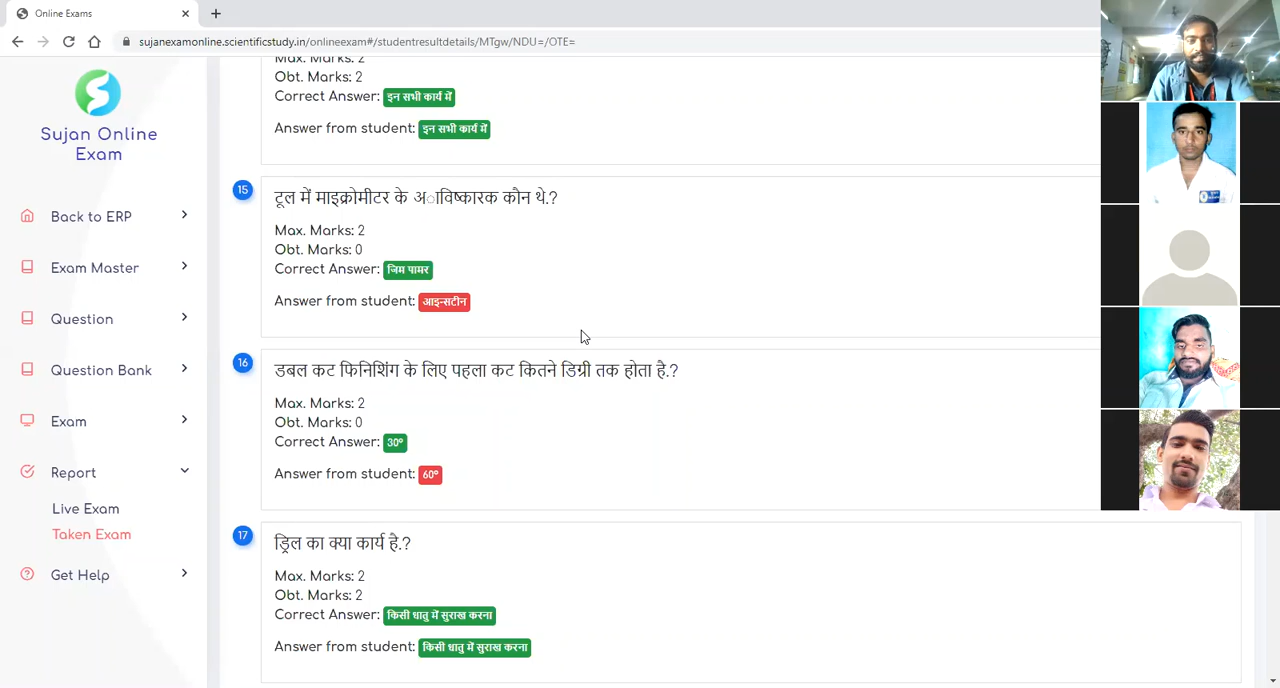 Online Exams
sujanexamonline.scientificstudy.in/onlineexam#/studentresultdetails/MTgw/NDU=/OTE=
Sujan Online
Exam
Back to ERP
Exam Master
Question
Question Bank
Exam
Report
Live Exam
Taken Exam
Get Help
Max. Marks: 2
Obt. Marks: 2
Correct Answer: इन सभी कार्य में
Answer from student: इन सभी कार्य में
15
टूल में माइक्रोमीटर के अाविष्कारक कौन थे.?
Max. Marks: 2
Obt. Marks: 0
Correct Answer: जिम पामर
Answer from student: आइ-सटीन
16
डबल कट फिनिशिंग के लिए पहला कट कितने डिग्री तक होता है.?
Max. Marks: 2
Obt. Marks: 0
Correct Answer: 30º
Answer from student: 60º
17
ड्रिल का क्या कार्य है.?
Max. Marks: 2
Obt. Marks: 2
Correct Answer: किसी धातु में सुराख करना
Answer from student: किसी धातु में सुराख करना